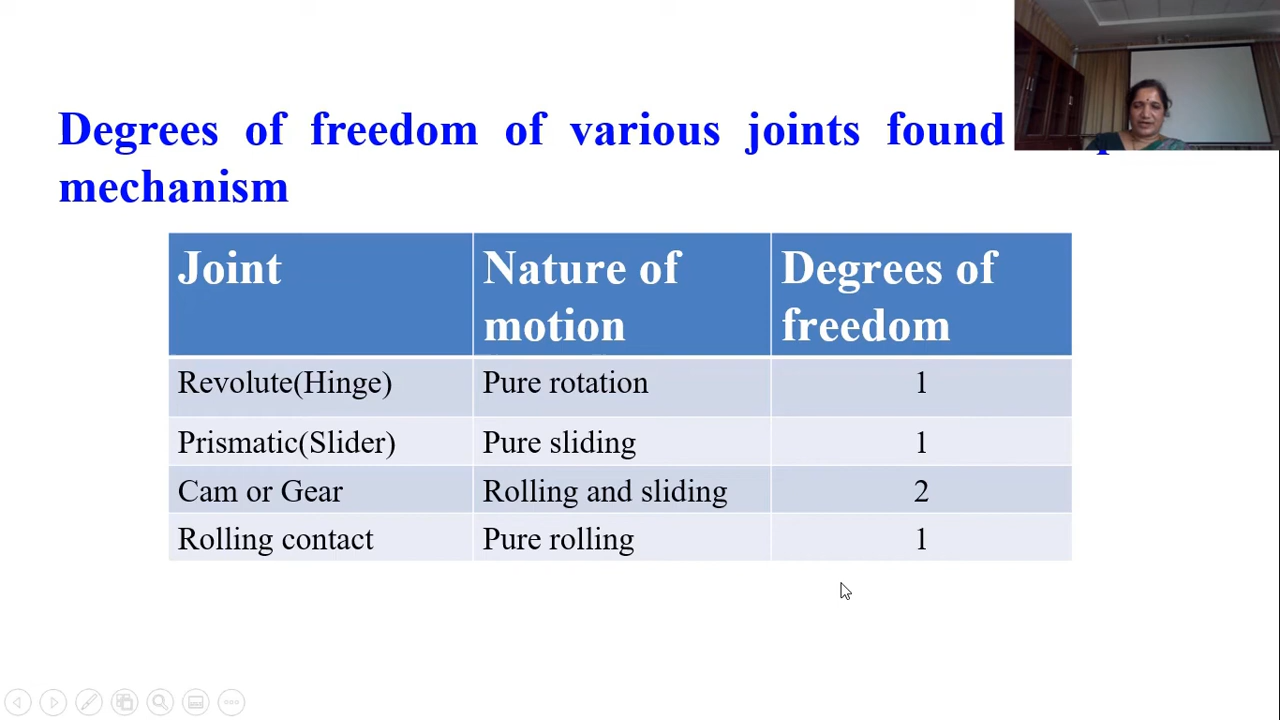 Degrees of freedom of various joints found
mechanism
Joint
Nature of motion
Degrees of freedom
Revolute(Hinge)
Pure rotation
1
Prismatic(Slider)
Pure sliding
1
Cam or Gear
Rolling and sliding
2
Rolling contact
Pure rolling
1